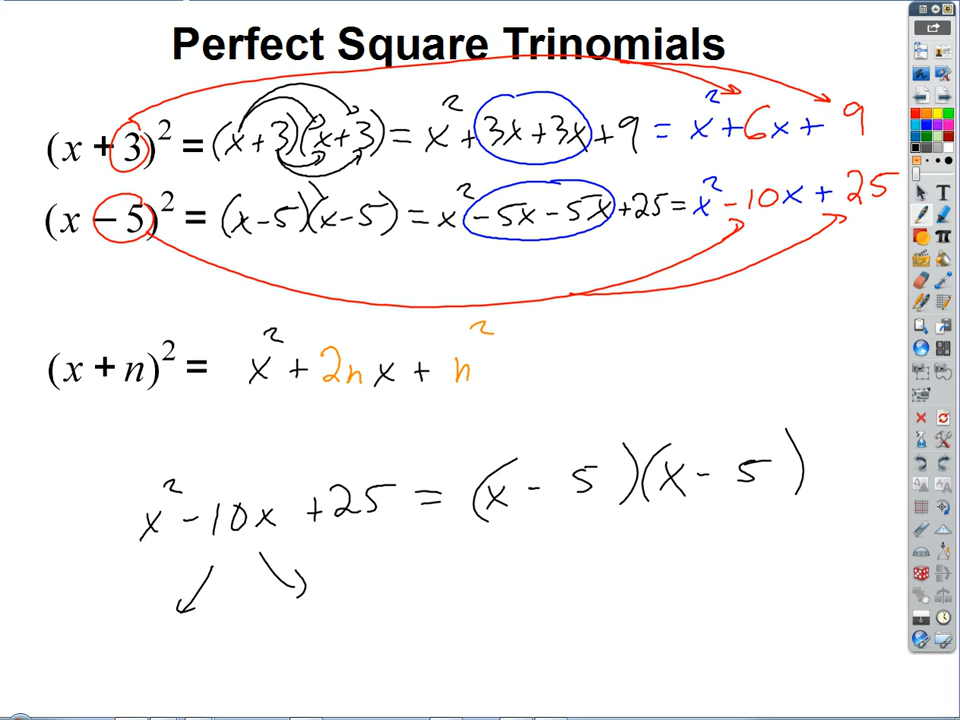 Perfect Square Trinomials
(x + 3)² = (x+3)(x+3) = x² + 3x + 3x + 9 = x² + 6x + 9
(x − 5)² = (x-5)(x-5) = x² - 5x - 5x + 25 = x² - 10x + 25
(x + n)² = x² + 2nx + n²
x² - 10x + 25 = (x - 5)(x - 5)